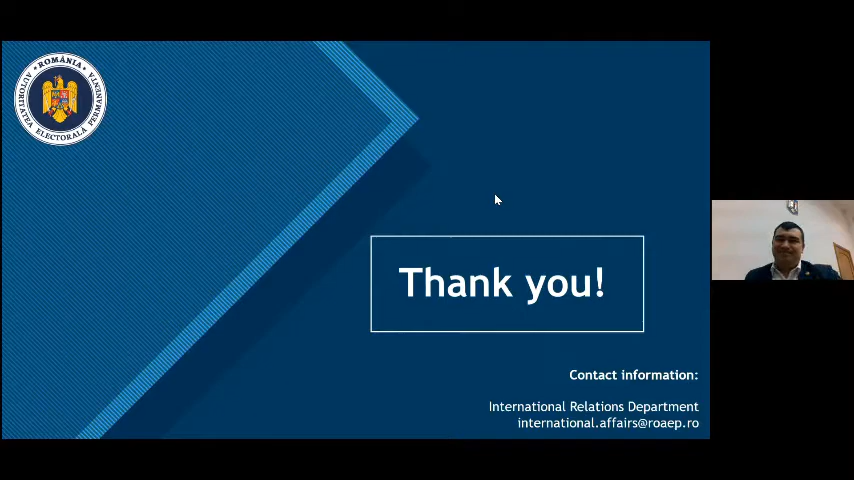 • ROMÂNIA •
AUTORITATEA ELECTORALĂ PERMANENTĂ
Thank you!
Contact information:
International Relations Department
international.affairs@roaep.ro